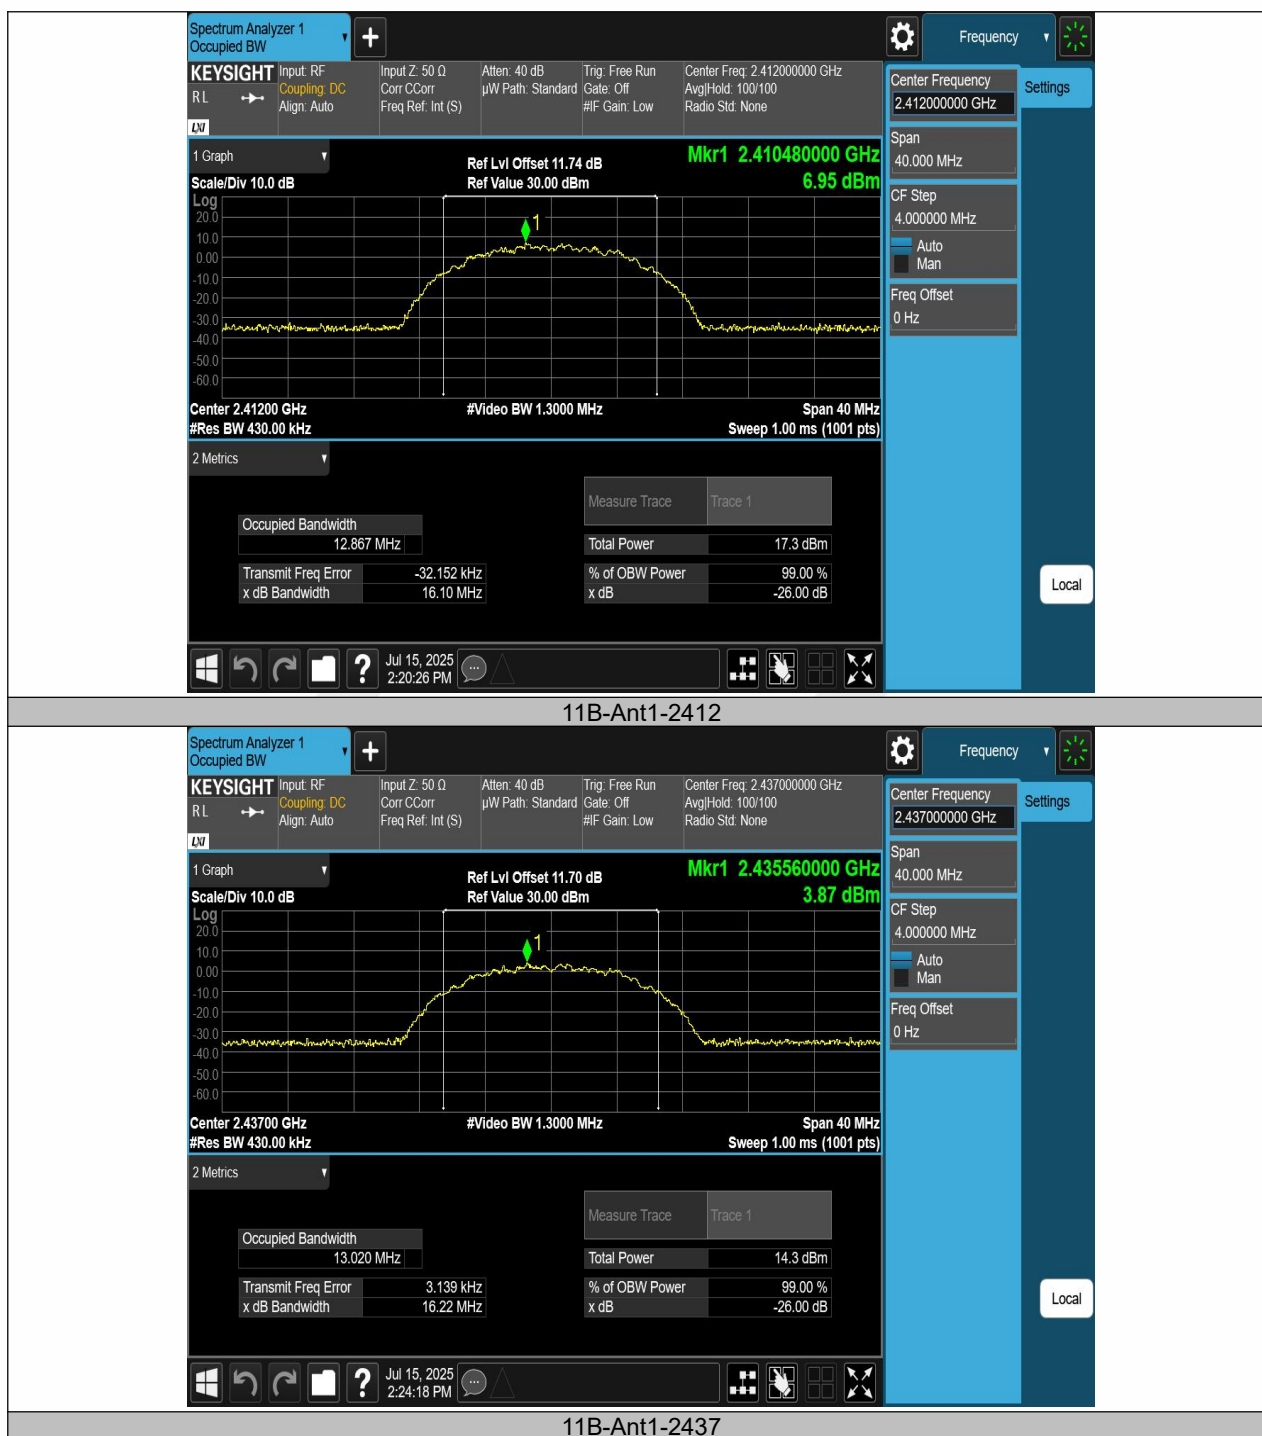 Spectrum Analyzer 1
Occupied BW
+
Frequency
KEYSIGHT
RL
LXI
Input: RF
Coupling: DC
Align: Auto
Input Z: 50 Ω
Corr CCorr
Freq Ref: Int (S)
Atten: 40 dB
µW Path: Standard
Trig: Free Run
Gate: Off
#IF Gain: Low
Center Freq: 2.412000000 GHz
Avg|Hold: 100/100
Radio Std: None
Center Frequency
2.412000000 GHz
Settings
Span
40.000 MHz
CF Step
4.000000 MHz
Auto
Man
Freq Offset
0 Hz
Local
1 Graph
Scale/Div 10.0 dB
Ref Lvl Offset 11.74 dB
Ref Value 30.00 dBm
Mkr1 2.410480000 GHz
6.95 dBm
Log
20.0
10.0
0.00
-10.0
-20.0
-30.0
-40.0
-50.0
-60.0
1
Center 2.41200 GHz
#Res BW 430.00 kHz
#Video BW 1.3000 MHz
Span 40 MHz
Sweep 1.00 ms (1001 pts)
2 Metrics
Measure Trace Trace 1
Occupied Bandwidth
12.867 MHz
Total Power 17.3 dBm
Transmit Freq Error -32.152 kHz
% of OBW Power 99.00 %
x dB Bandwidth 16.10 MHz
x dB -26.00 dB
?
Jul 15, 2025
2:20:26 PM
11B-Ant1-2412
Spectrum Analyzer 1
Occupied BW
+
Frequency
KEYSIGHT
RL
LXI
Input: RF
Coupling: DC
Align: Auto
Input Z: 50 Ω
Corr CCorr
Freq Ref: Int (S)
Atten: 40 dB
µW Path: Standard
Trig: Free Run
Gate: Off
#IF Gain: Low
Center Freq: 2.437000000 GHz
Avg|Hold: 100/100
Radio Std: None
Center Frequency
2.437000000 GHz
Settings
Span
40.000 MHz
CF Step
4.000000 MHz
Auto
Man
Freq Offset
0 Hz
Local
1 Graph
Scale/Div 10.0 dB
Ref Lvl Offset 11.70 dB
Ref Value 30.00 dBm
Mkr1 2.435560000 GHz
3.87 dBm
Log
20.0
10.0
0.00
-10.0
-20.0
-30.0
-40.0
-50.0
-60.0
1
Center 2.43700 GHz
#Res BW 430.00 kHz
#Video BW 1.3000 MHz
Span 40 MHz
Sweep 1.00 ms (1001 pts)
2 Metrics
Measure Trace Trace 1
Occupied Bandwidth
13.020 MHz
Total Power 14.3 dBm
Transmit Freq Error 3.139 kHz
% of OBW Power 99.00 %
x dB Bandwidth 16.22 MHz
x dB -26.00 dB
?
Jul 15, 2025
2:24:18 PM
11B-Ant1-2437